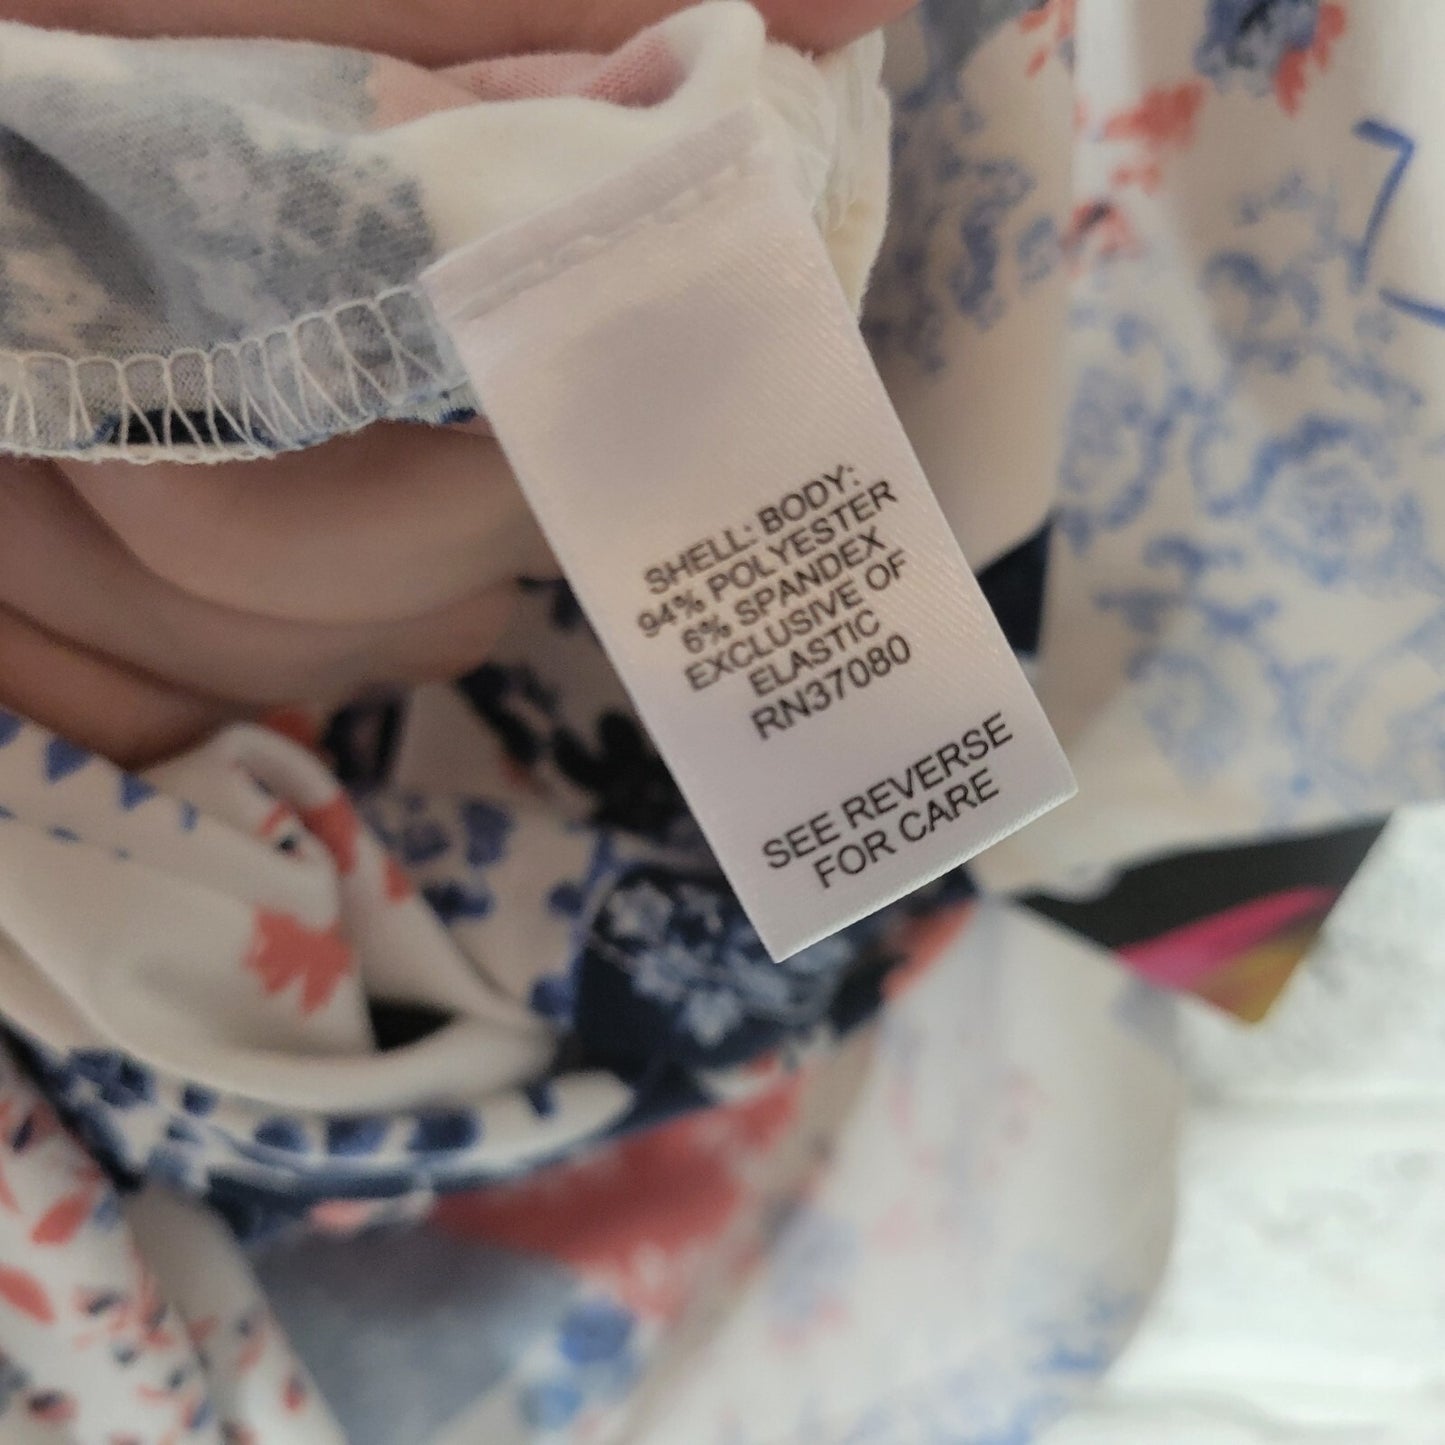 SHELL: BODY:
94% POLYESTER
6% SPANDEX
EXCLUSIVE OF
ELASTIC
RN37080
SEE REVERSE
FOR CARE